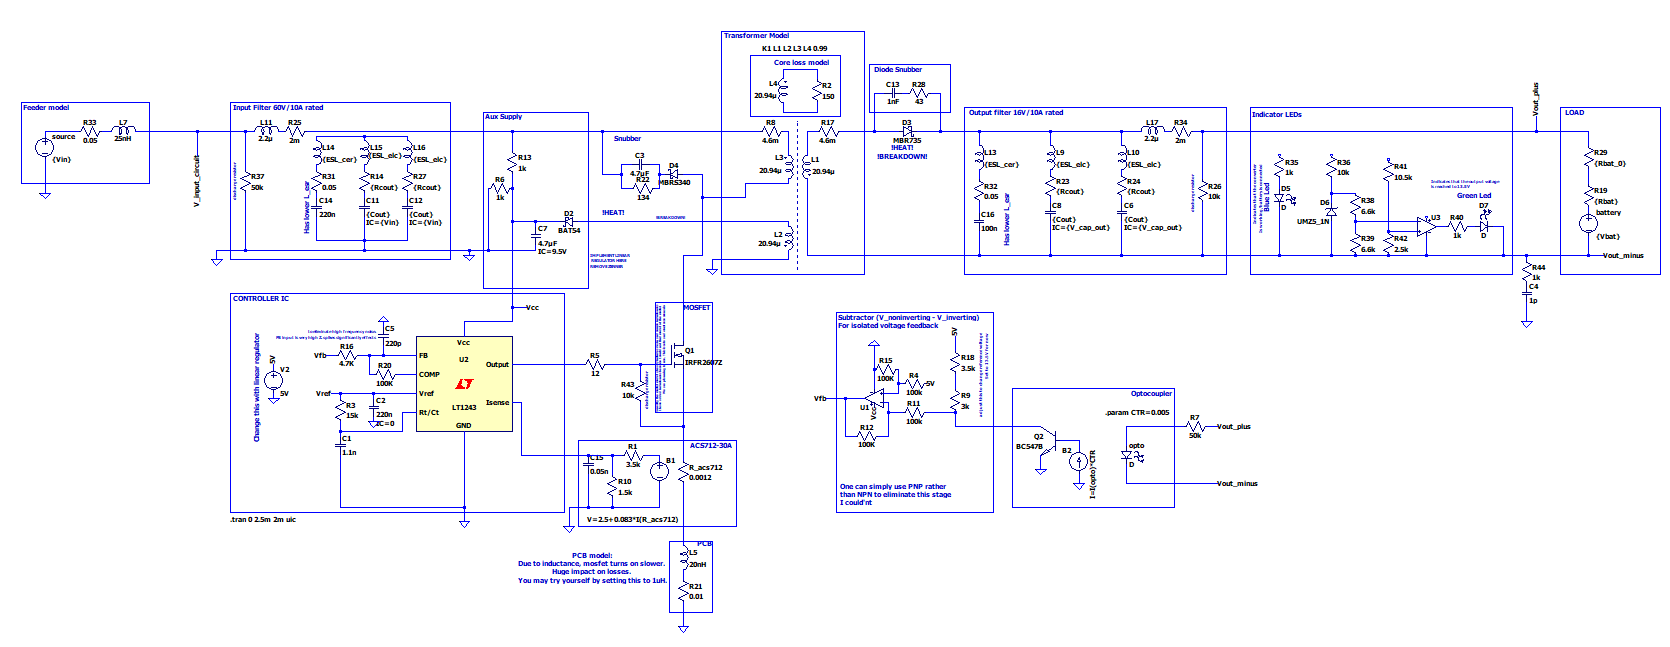 Feeder model
R33
0.05
L7
25nH
source
{Vin}
V_input_circuit
Input Filter 60V/10A rated
L11
2.2µ
R25
2m
L14
{ESL_cer}
L15
{ESL_elc}
L16
{ESL_elc}
R37
50k
R31
0.05
R14
{Rcout}
R27
{Rcout}
C14
220n
C11
{Cout}
IC={Vin}
C12
{Cout}
IC={Vin}
Has lower L_esr
Aux Supply
R13
1k
R6
1k
D2
BAT54
C7
4.7µF
IC=9.5V
!HEAT!
Snubber
C3
4.7µF
R22
134
D4
MBRS340
Transformer Model
K1 L1 L2 L3 L4 0.99
Core loss model
L4
20.94µ
R2
150
R8
4.6m
R17
4.6m
L3
20.94µ
L1
20.94µ
L2
20.94µ
Diode Snubber
C13
1nF
R28
43
D3
MBR735
!HEAT!
!BREAKDOWN!
Output filter 16V/10A rated
L17
2.2µ
R34
2m
L13
{ESL_cer}
L9
{ESL_elc}
L10
{ESL_elc}
R32
0.05
R23
{Rcout}
R24
{Rcout}
R26
10k
C16
100n
C8
{Cout}
IC={V_cap_out}
C6
{Cout}
IC={V_cap_out}
Has lower L_esr
Indicator LEDs
Blue Led
R35
1k
D5
D
R36
10k
D6
UMZ5_1N
R38
6.6k
R39
6.6k
R41
10.5k
R42
2.5k
U3
R40
1k
Green Led
D7
D
Vout_plus
LOAD
R29
{Rbat_0}
R19
{Rbat}
battery
{Vbat}
Vout_minus
R44
1k
C4
1p
CONTROLLER IC
Change this with linear regulator
5V
V2
5V
C5
220p
Vfb
R16
4.7K
R20
100K
Vref
R3
15k
C2
220n
IC=0
C1
1.1n
Vcc
Vcc
FB
U2
Output
COMP
Vref
LT1243
Isense
Rt/Ct
GND
.tran 0 2.5m 2m uic
R5
12
R43
10k
MOSFET
Q1
IRFR2607Z
ACS712-30A
R1
3.5k
B1
C15
0.05n
R10
1.5k
R_acs712
0.0012
V=2.5+0.083*I(R_acs712)
PCB
L5
20nH
R21
0.01
PCB model:
Due to inductance, mosfet turns on slower.
Huge impact on losses.
You may try yourself by setting this to 1uH.
Subtractor (V_noninverting - V_inverting)
For isolated voltage feedback
5V
R18
3.5k
R15
100K
R4
100K
5V
R9
3k
Vfb
U1
Vcc
R11
100k
R12
100K
One can simply use PNP rather
than NPN to eliminate this stage
I could'nt
Optocoupler
.param CTR=0.005
Q2
BC547B
B2
I=I(opto)*CTR
opto
D
R7
50k
Vout_plus
Vout_minus